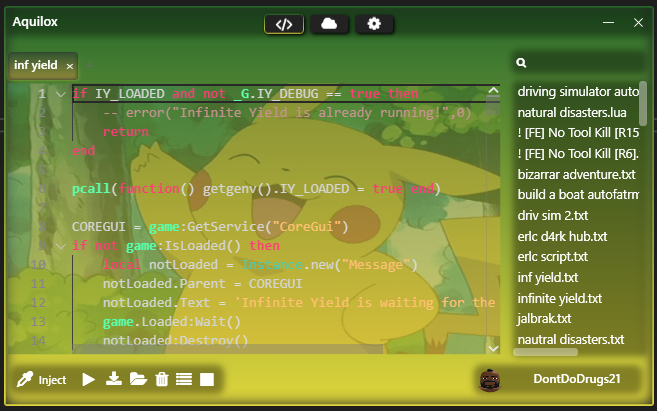 Aquilox
inf yield ×
1 if IY_LOADED and not _G.IY_DEBUG == true then
2 -- error("Infinite Yield is already running!",0)
3 return
4 end
5
6 pcall(function() getgenv().IY_LOADED = true end)
7
8 COREGUI = game:GetService("CoreGui")
9 if not game:IsLoaded() then
10 local notLoaded = Instance.new("Message")
11 notLoaded.Parent = COREGUI
12 notLoaded.Text = 'Infinite Yield is waiting for the
13 game.Loaded:Wait()
14 notLoaded:Destroy()
driving simulator auto
natural disasters.lua
! [FE] No Tool Kill [R15
! [FE] No Tool Kill [R6].
bizarrar adventure.txt
build a boat autofatrm
driv sim 2.txt
erlc d4rk hub.txt
erlc script.txt
inf yield.txt
infinite yield.txt
jalbrak.txt
nautral disasters.txt
Inject
DontDoDrugs21